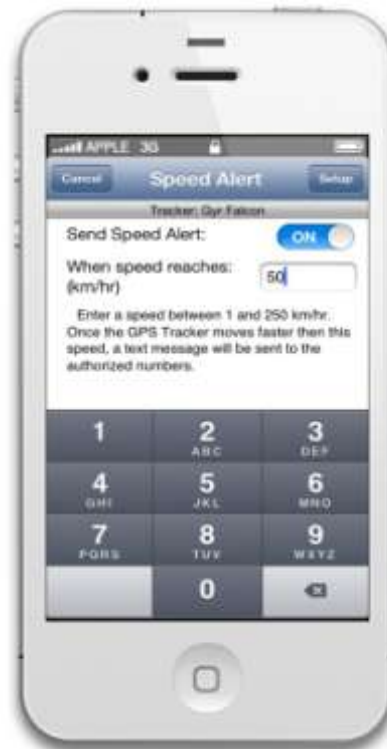 APPLE 3G
Cancel Speed Alert Setup
Tracker: Gyr Falcon
Send Speed Alert: ON
When speed reaches: 50
(km/hr)
Enter a speed between 1 and 250 km/hr.
Once the GPS Tracker moves faster then this
speed, a text message will be sent to the
authorized numbers.
1 2 3
ABC DEF
4 5 6
GHI JKL MNO
7 8 9
PQRS TUV WXYZ
0